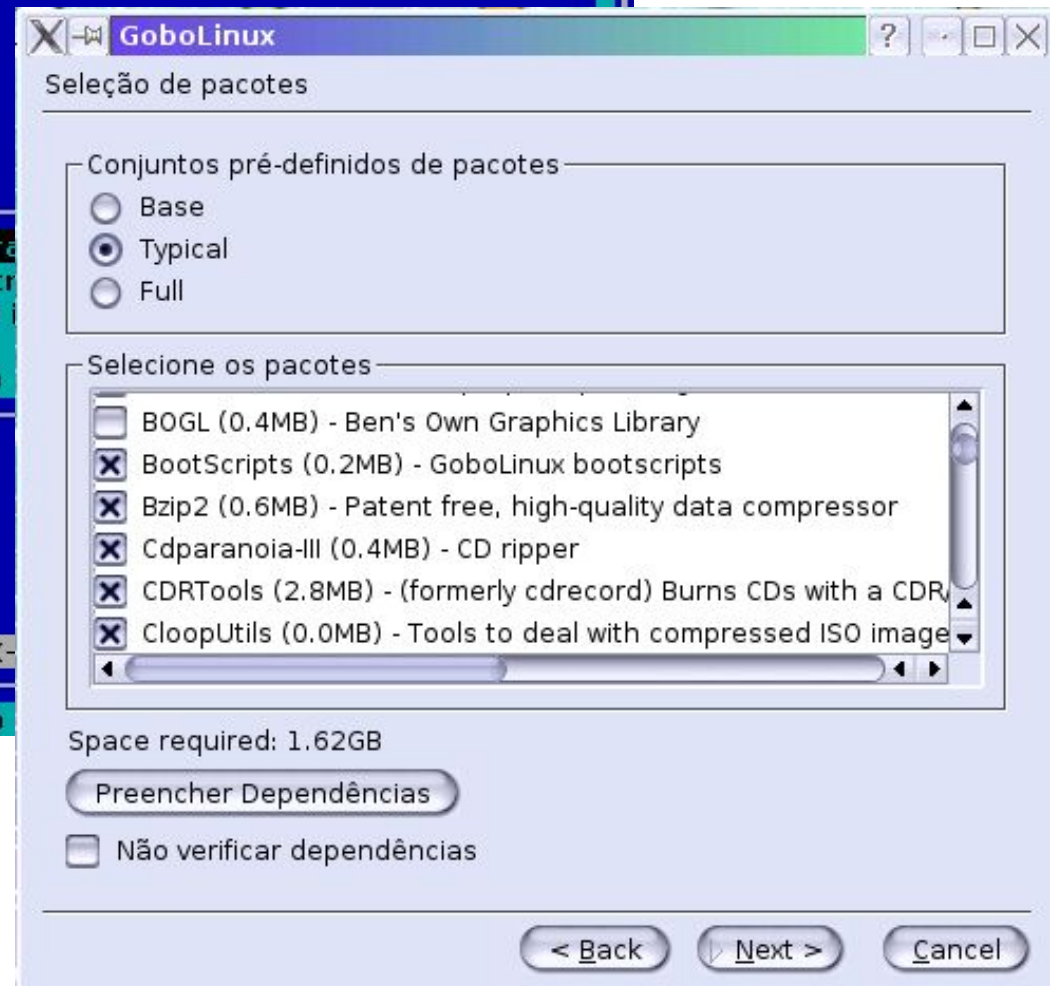 GoboLinux
Seleção de pacotes
Conjuntos pré-definidos de pacotes
Base
Typical
Full
Selecione os pacotes
BOGL (0.4MB) - Ben's Own Graphics Library
BootScripts (0.2MB) - GoboLinux bootscripts
Bzip2 (0.6MB) - Patent free, high-quality data compressor
Cdparanoia-III (0.4MB) - CD ripper
CDRTools (2.8MB) - (formerly cdrecord) Burns CDs with a CDR/
CloopUtils (0.0MB) - Tools to deal with compressed ISO image
Space required: 1.62GB
Preencher Dependências
Não verificar dependências
< Back
Next >
Cancel